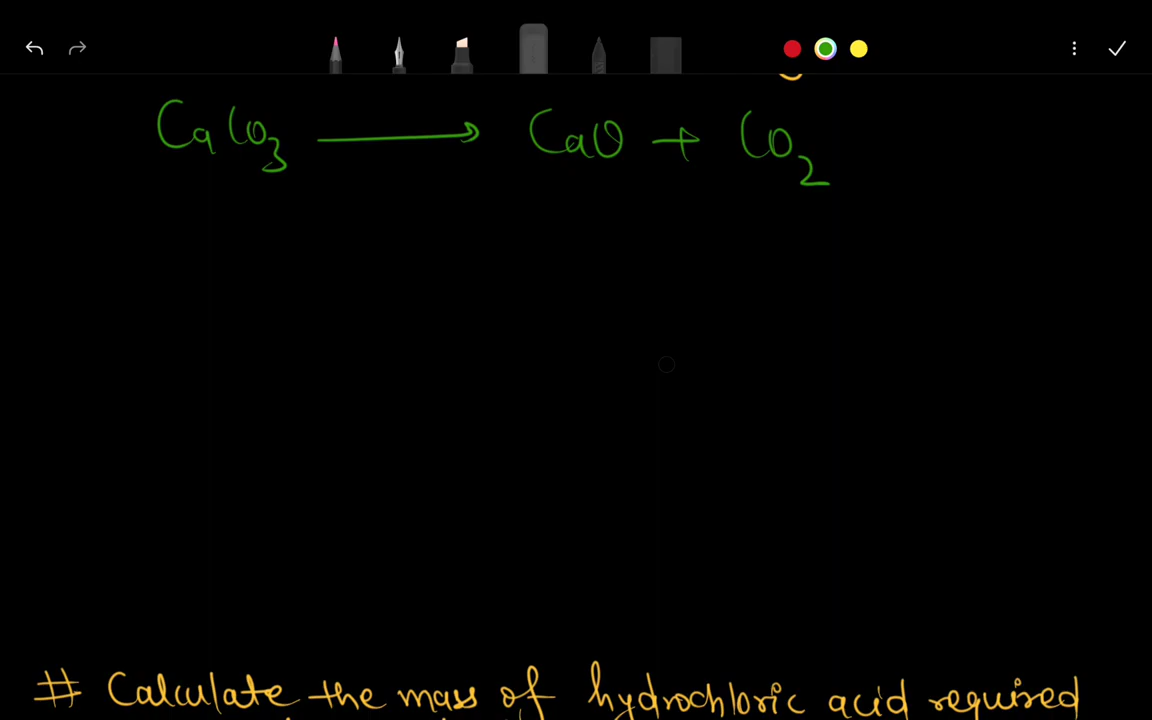 CaCO3 → CaO + CO2
# Calculate the mass of hydrochloric acid required